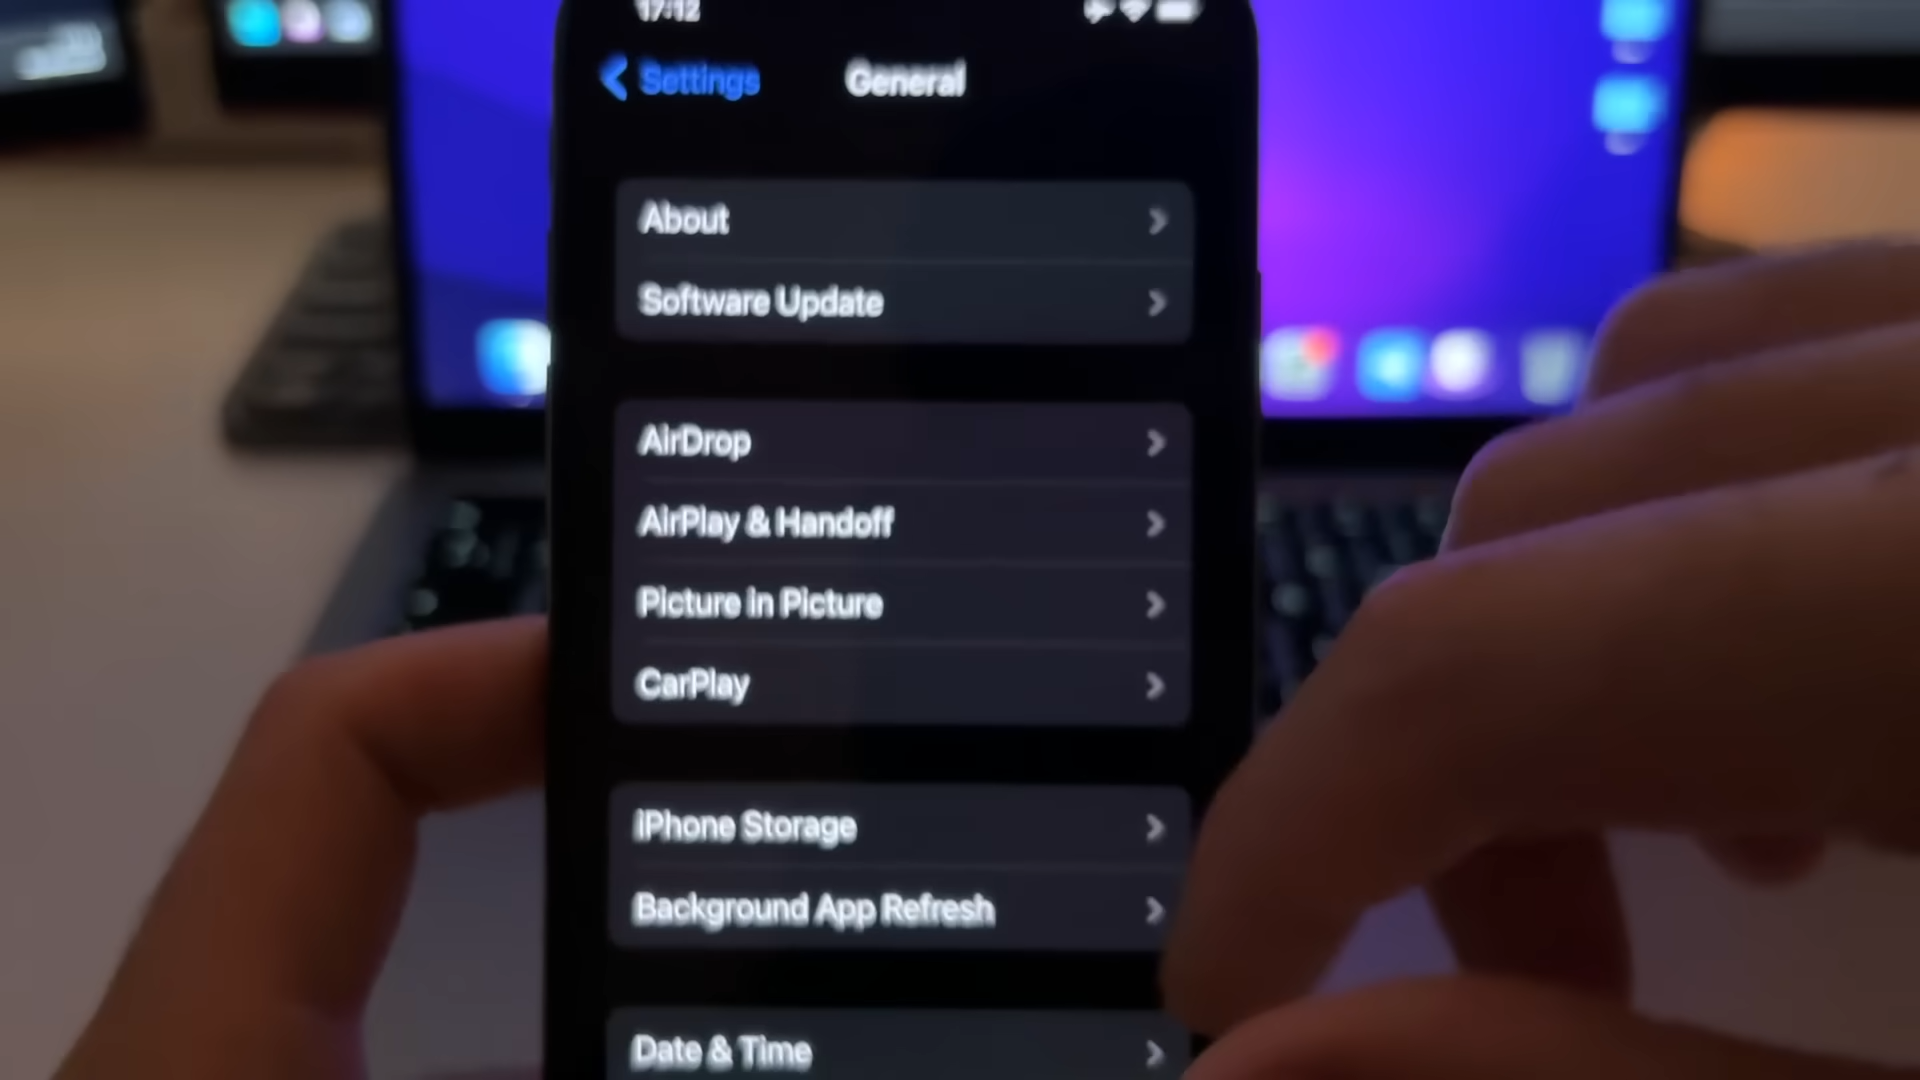 17:12
Settings
General
About
Software Update
AirDrop
AirPlay & Handoff
Picture in Picture
CarPlay
iPhone Storage
Background App Refresh
Date & Time